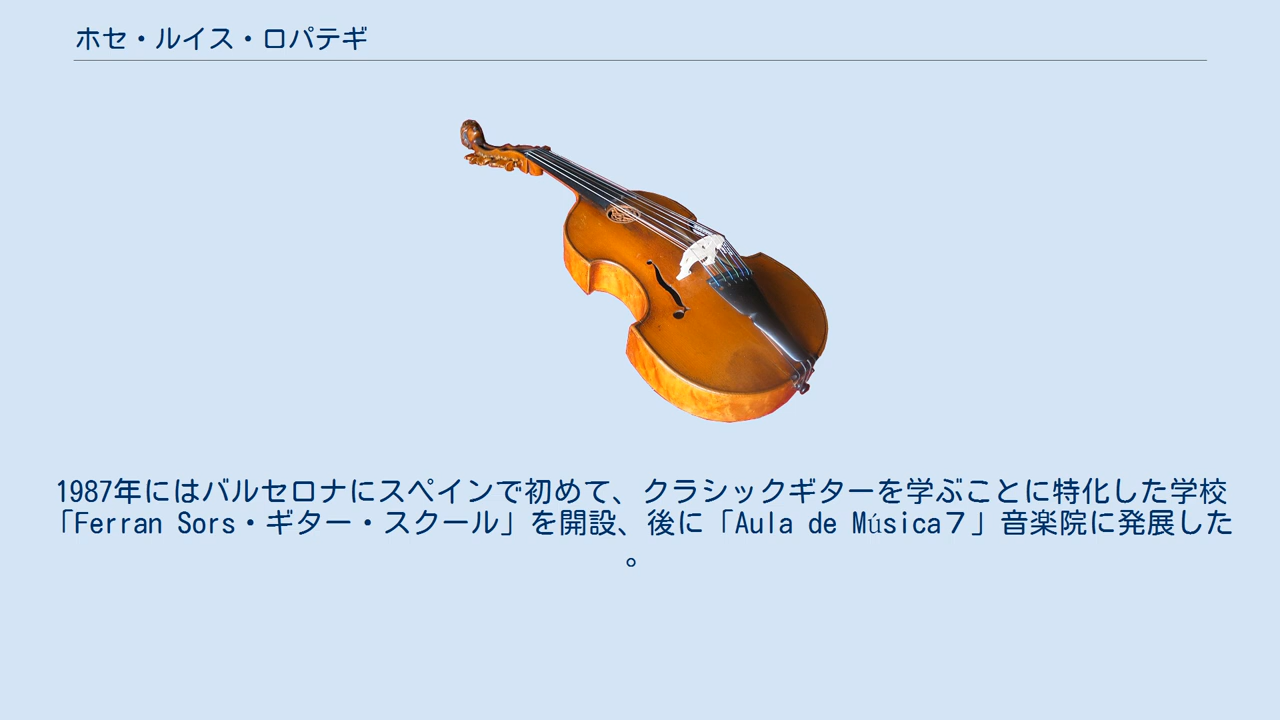 ホセ・ルイス・ロパテギ
1987年にはバルセロナにスペインで初めて、クラシックギターを学ぶことに特化した学校
「Ferran Sors・ギター・スクール」を開設、後に「Aula de Música７」音楽院に発展した
。